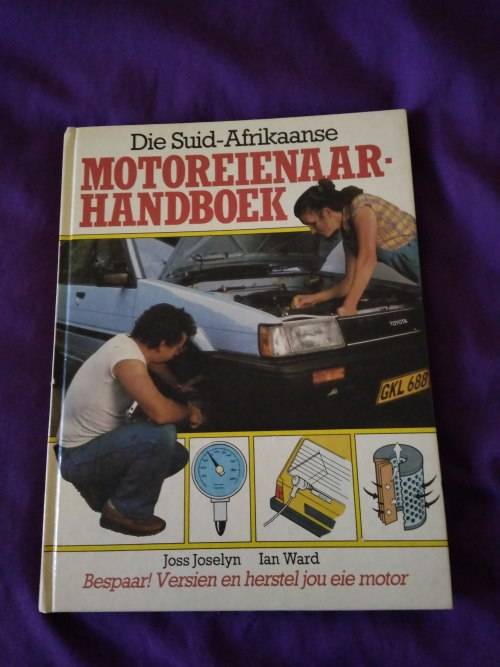 Die Suid-Afrikaanse
MOTOREIENAAR-
HANDBOEK
TOYOTA
GKL 688
Joss Joselyn Ian Ward
Bespaar! Versien en herstel jou eie motor